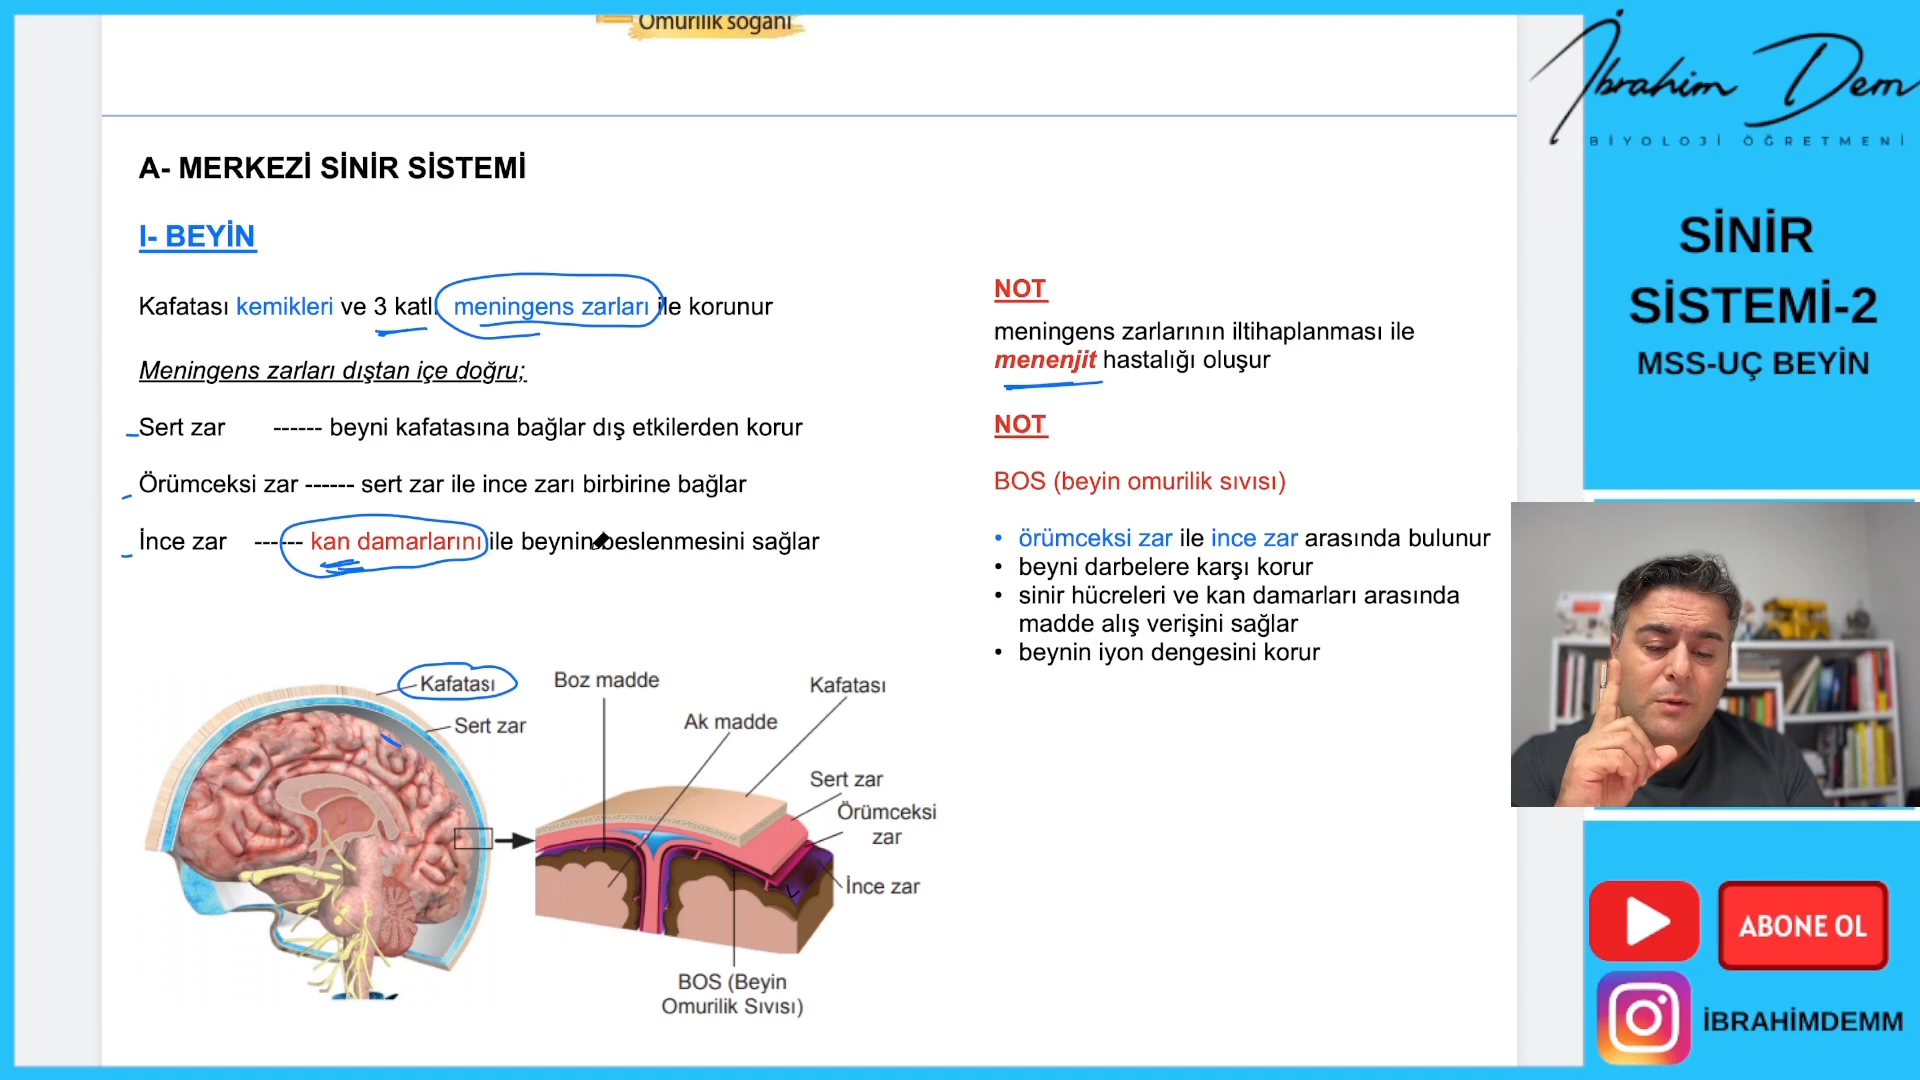 Omurilik soğanı
A- MERKEZİ SİNİR SİSTEMİ
I- BEYİN
Kafatası kemikleri ve 3 katlı meningens zarları ile korunur
Meningens zarları dıştan içe doğru;
Sert zar ------ beyni kafatasına bağlar dış etkilerden korur
Örümceksi zar ------ sert zar ile ince zarı birbirine bağlar
İnce zar ------ kan damarlarını ile beynin beslenmesini sağlar
NOT
meningens zarlarının iltihaplanması ile
menenjit hastalığı oluşur
NOT
BOS (beyin omurilik sıvısı)
• örümceksi zar ile ince zar arasında bulunur
• beyni darbelere karşı korur
• sinir hücreleri ve kan damarları arasında
madde alış verişini sağlar
• beynin iyon dengesini korur
Kafatası
Sert zar
Boz madde
Ak madde
Kafatası
Sert zar
Örümceksi
zar
İnce zar
BOS (Beyin
Omurilik Sıvısı)
İbrahim Dem
BİYOLOJİ ÖĞRETMENİ
SİNİR
SİSTEMİ-2
MSS-UÇ BEYİN
ABONE OL
İBRAHİMDEMM